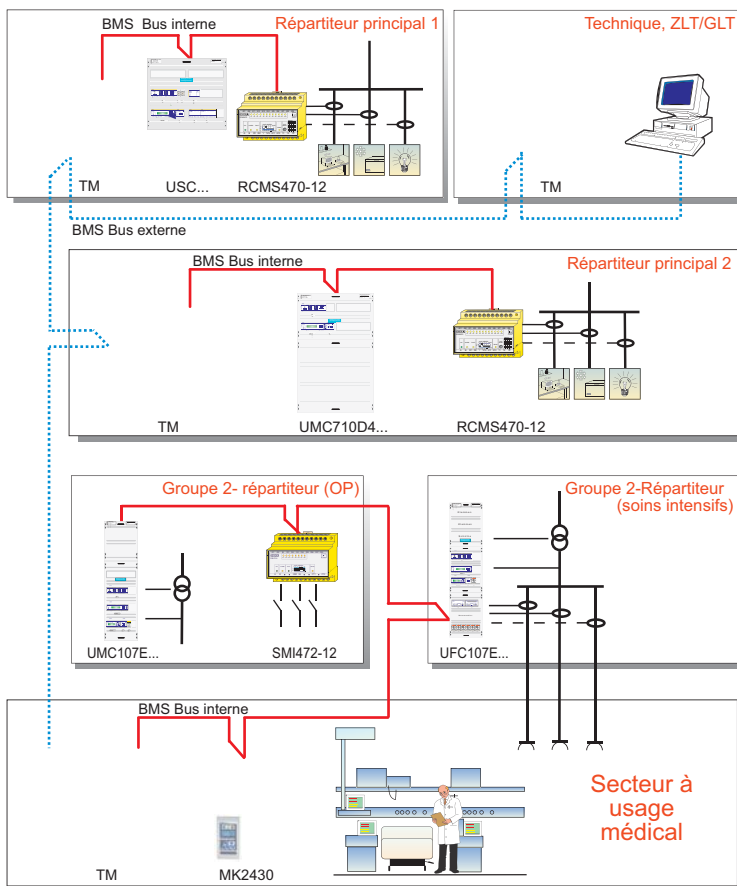 BMS Bus interne
Répartiteur principal 1
Technique, ZLT/GLT
TM
USC...
RCMS470-12
TM
BMS Bus externe
BMS Bus interne
Répartiteur principal 2
TM
UMC710D4...
RCMS470-12
Groupe 2- répartiteur (OP)
Groupe 2-Répartiteur
(soins intensifs)
UMC107E...
SMI472-12
UFC107E...
BMS Bus interne
Secteur à
usage
médical
TM
MK2430